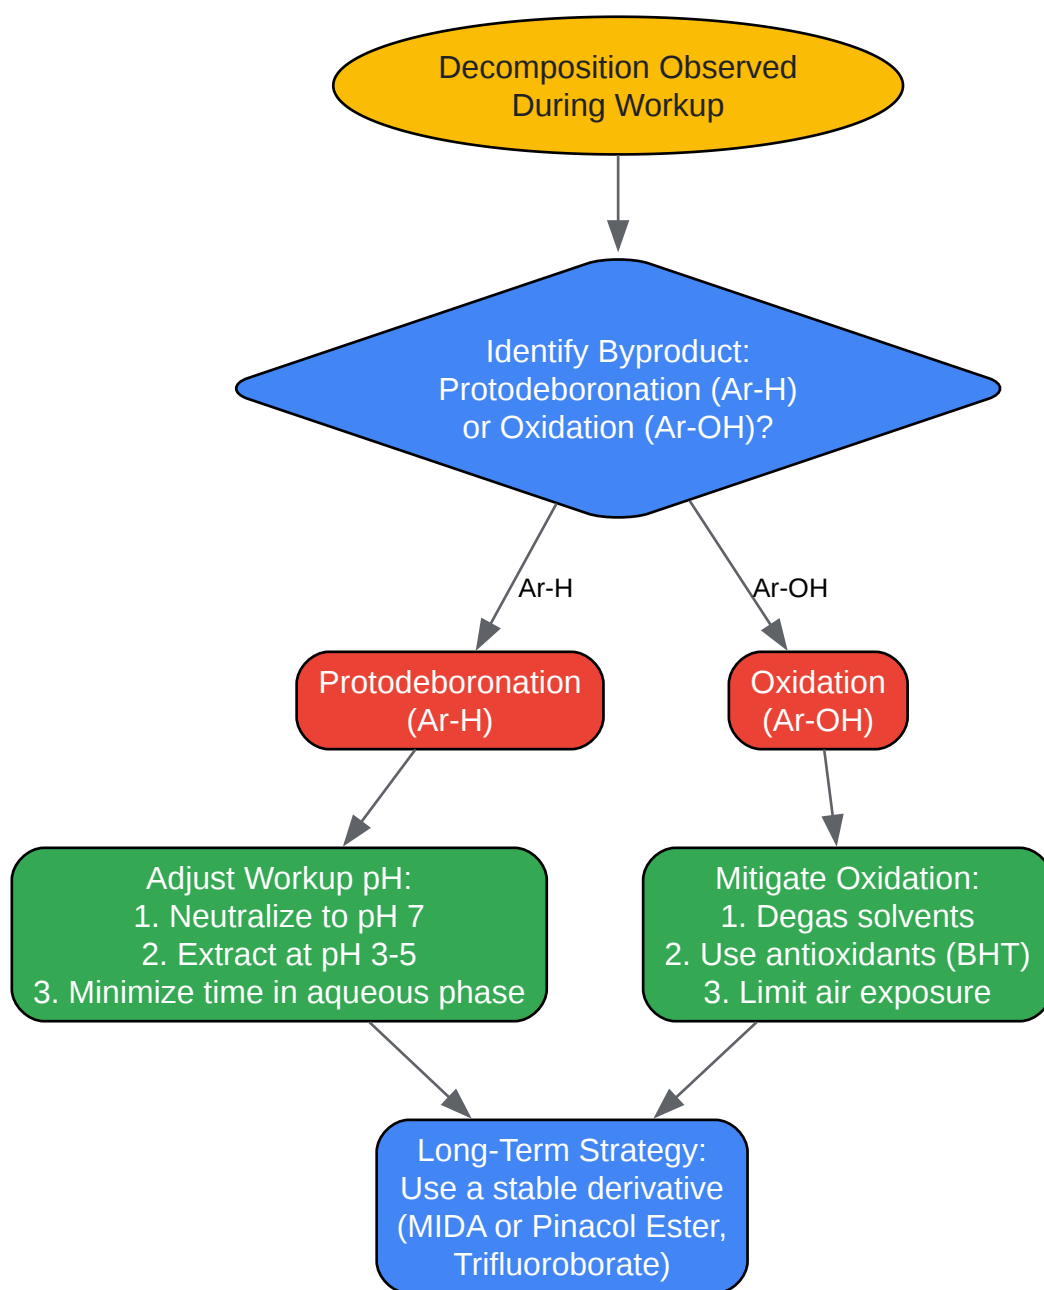 Decomposition Observed
During Workup
Identify Byproduct:
Protodeboronation (Ar-H)
or Oxidation (Ar-OH)?
Ar-H
Ar-OH
Protodeboronation
(Ar-H)
Oxidation
(Ar-OH)
Adjust Workup pH:
1. Neutralize to pH 7
2. Extract at pH 3-5
3. Minimize time in aqueous phase
Mitigate Oxidation:
1. Degas solvents
2. Use antioxidants (BHT)
3. Limit air exposure
Long-Term Strategy:
Use a stable derivative
(MIDA or Pinacol Ester,
Trifluoroborate)